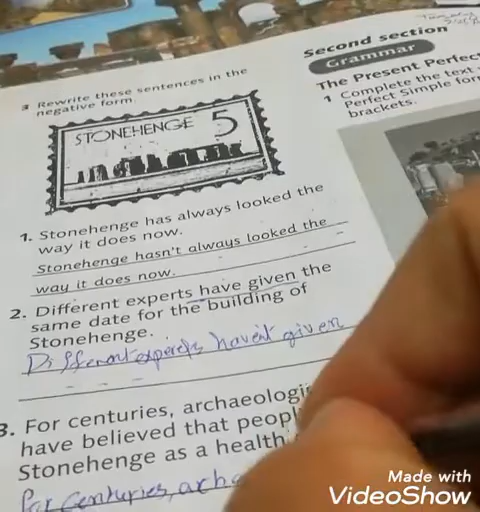 Second section
Grammar
The Present Perfec
1 Complete the text
Perfect Simple for
brackets.
3 Rewrite these sentences in the
negative form.
STONEHENGE 5
1. Stonehenge has always looked the
way it does now.
Stonehenge hasn't always looked the
way it does now.
2. Different experts have given the
same date for the building of
Stonehenge.
Different experts haven't given
3. For centuries, archaeologi
have believed that peopl
Stonehenge as a health
For centuries, archa
Made with
VideoShow